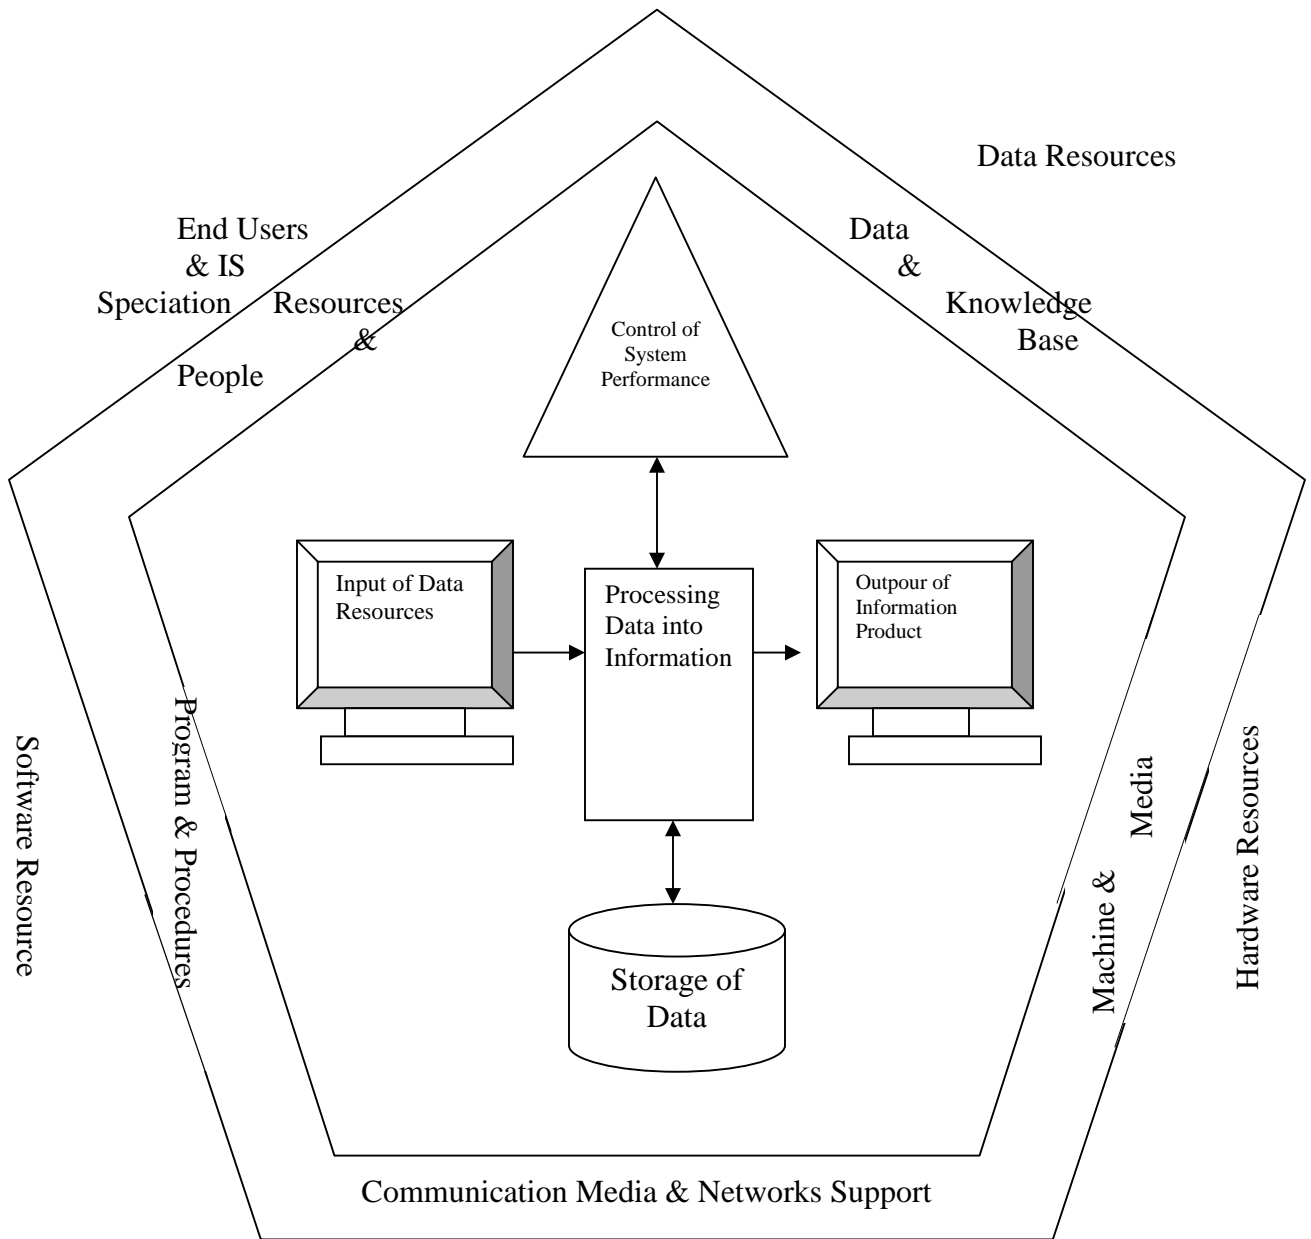 Data Resources
End Users
& IS
Speciation
Resources
&
People
Data
&
Knowledge
Base
Control of
System
Performance
Input of Data
Resources
Processing
Data into
Information
Outpour of
Information
Product
Software Resource
Program & Procedures
Storage of
Data
Machine &
Media
Hardware Resources
Communication Media & Networks Support